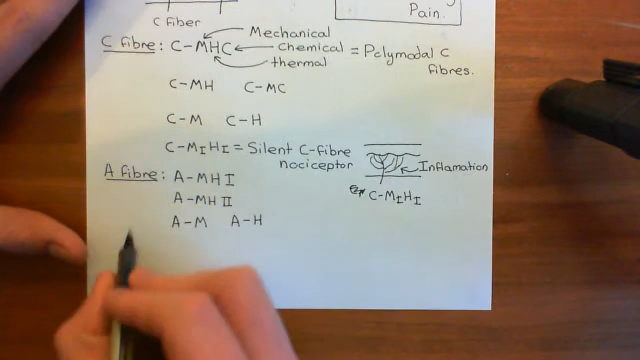 Pain.
C fiber
Mechanical
C fibre: C-MHC Chemical = Polymodal C
thermal fibres.
C-MH C-MC
C-M C-H
C-MIHI = Silent C-fibre
nociceptor
Inflamation
A fibre: A-MH I
A-MH II
C-MIHI
A-M A-H